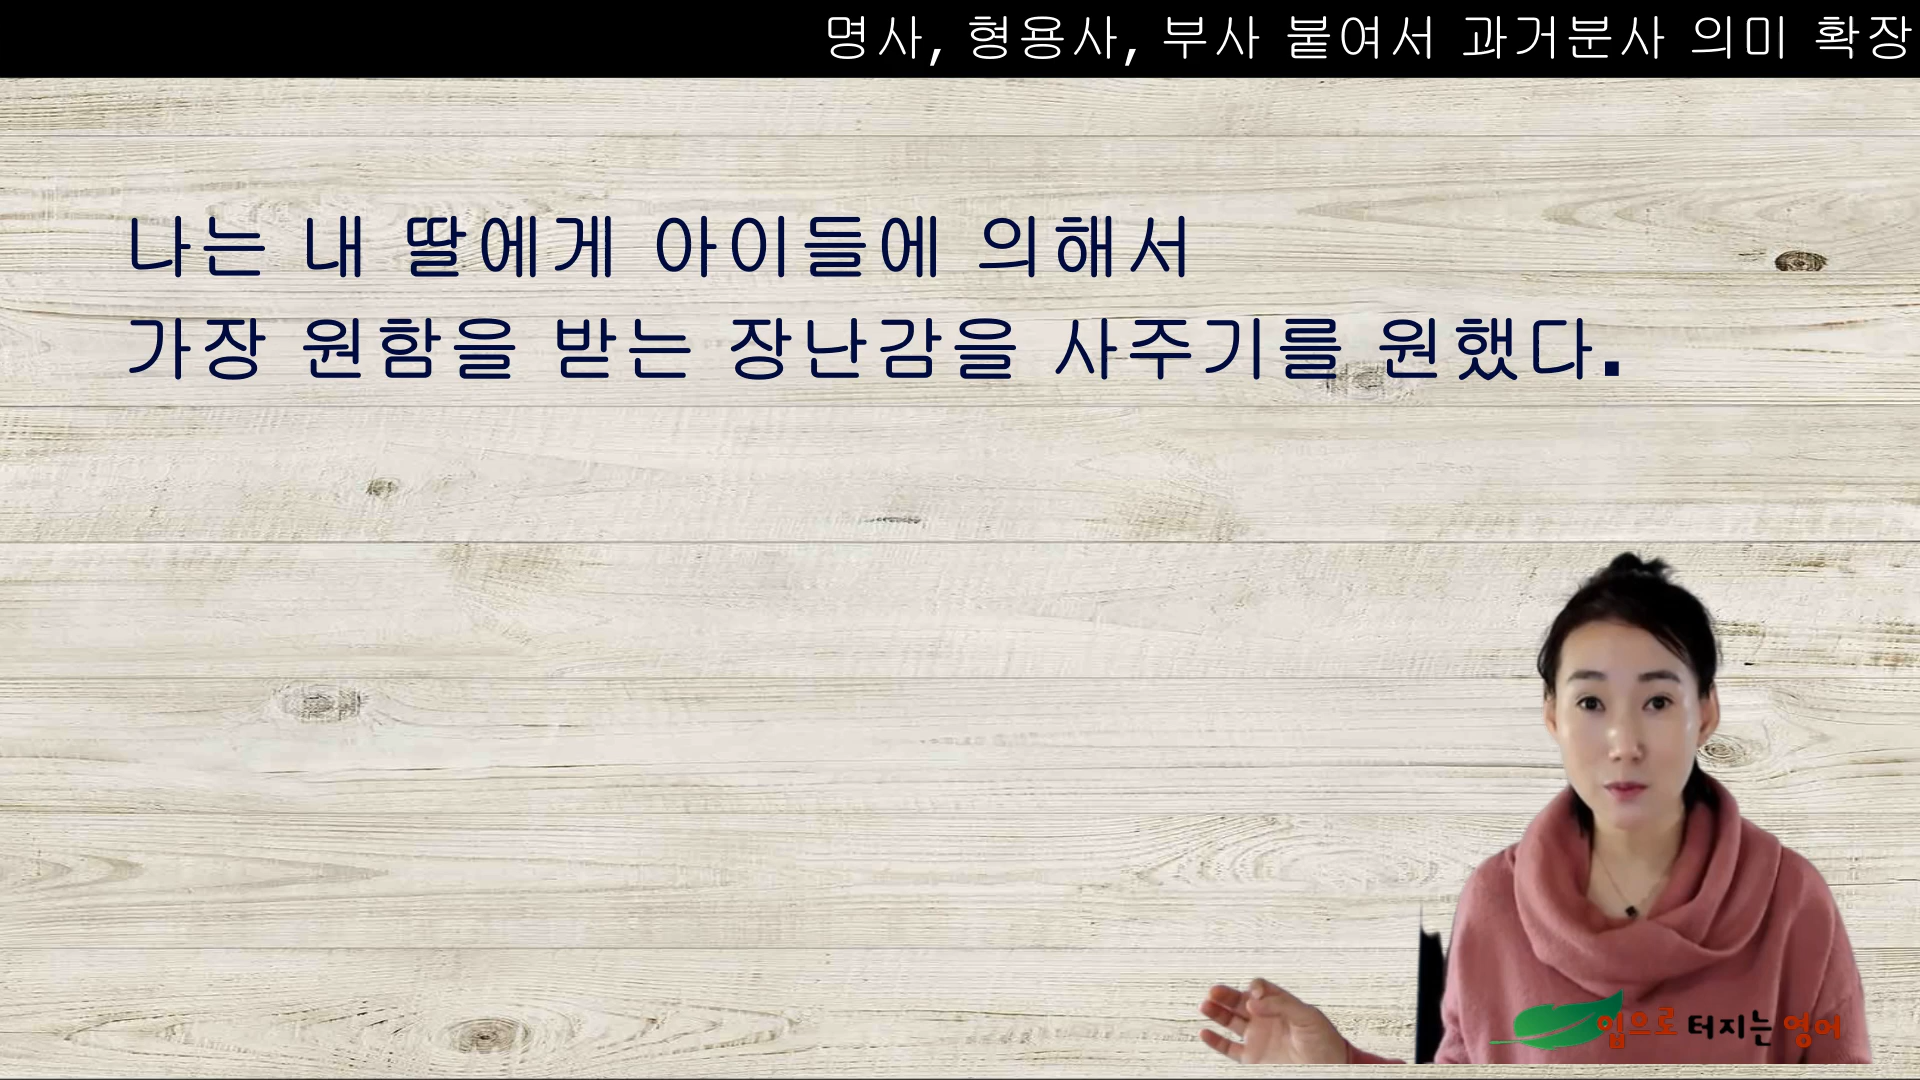 명사, 형용사, 부사 붙여서 과거분사 의미 확장
나는 내 딸에게 아이들에 의해서
가장 원함을 받는 장난감을 사주기를 원했다.
입으로 터지는 영어